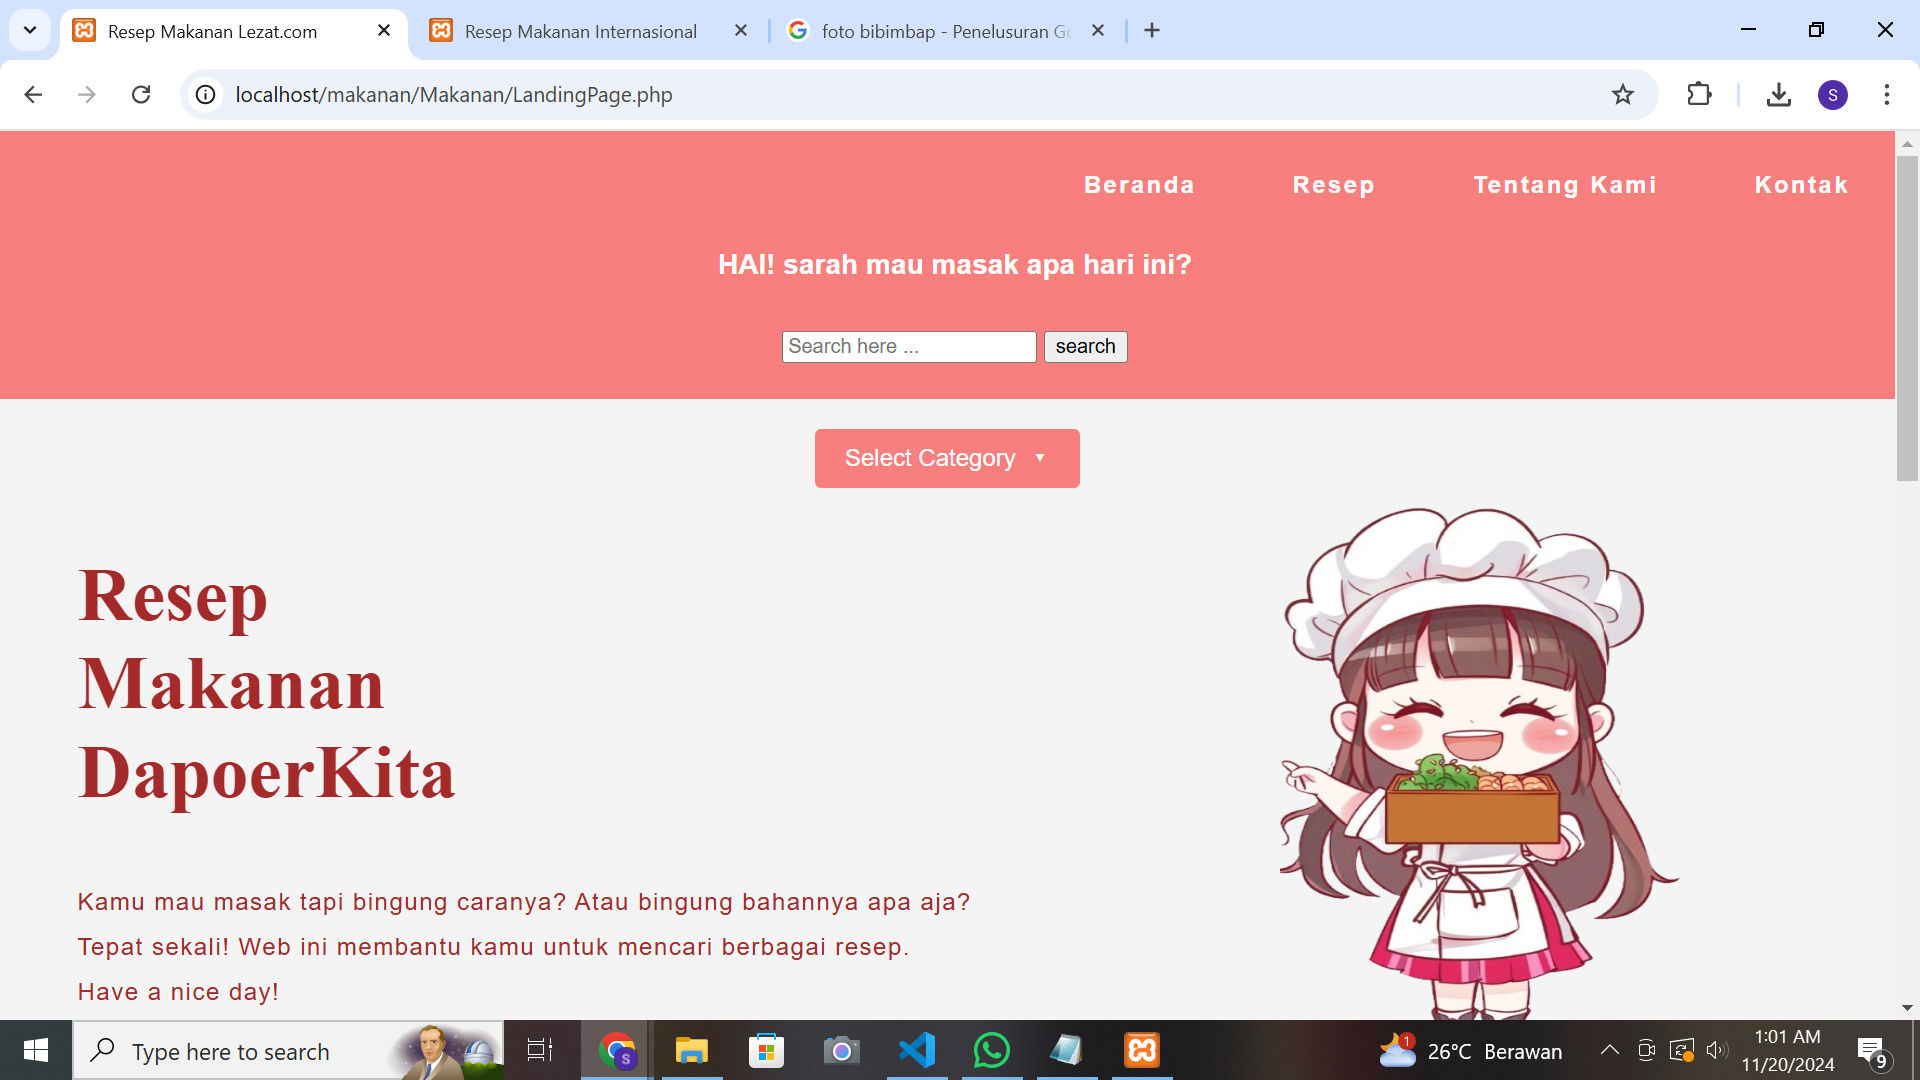 Resep Makanan Lezat.com
Resep Makanan Internasional
foto bibimbap - Penelusuran Go
localhost/makanan/Makanan/LandingPage.php
S
Beranda
Resep
Tentang Kami
Kontak
HAI! sarah mau masak apa hari ini?
Search here ...
search
Select Category
Resep
Makanan
DapoerKita
Kamu mau masak tapi bingung caranya? Atau bingung bahannya apa aja?
Tepat sekali! Web ini membantu kamu untuk mencari berbagai resep.
Have a nice day!
Type here to search
S
1
26°C Berawan
1:01 AM
11/20/2024
9